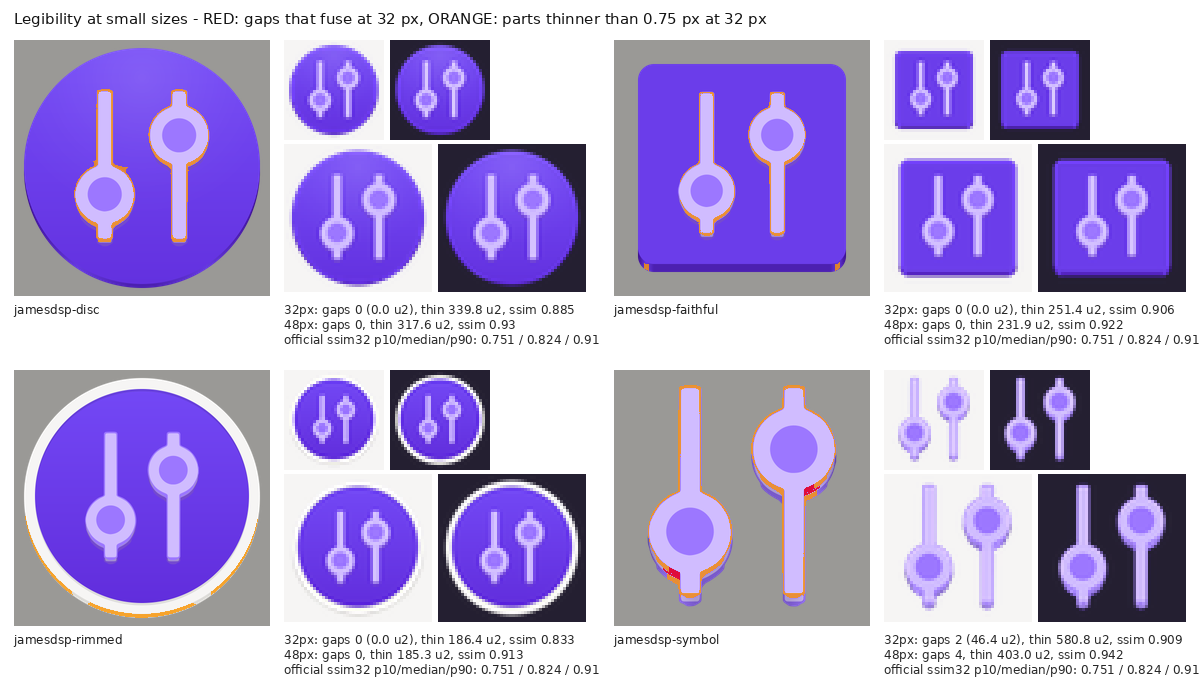 Legibility at small sizes - RED: gaps that fuse at 32 px, ORANGE: parts thinner than 0.75 px at 32 px
jamesdsp-disc
32px: gaps 0 (0.0 u2), thin 339.8 u2, ssim 0.885
48px: gaps 0, thin 317.6 u2, ssim 0.93
official ssim32 p10/median/p90: 0.751 / 0.824 / 0.91
jamesdsp-faithful
32px: gaps 0 (0.0 u2), thin 251.4 u2, ssim 0.906
48px: gaps 0, thin 231.9 u2, ssim 0.922
official ssim32 p10/median/p90: 0.751 / 0.824 / 0.91
jamesdsp-rimmed
32px: gaps 0 (0.0 u2), thin 186.4 u2, ssim 0.833
48px: gaps 0, thin 185.3 u2, ssim 0.913
official ssim32 p10/median/p90: 0.751 / 0.824 / 0.91
jamesdsp-symbol
32px: gaps 2 (46.4 u2), thin 580.8 u2, ssim 0.909
48px: gaps 4, thin 403.0 u2, ssim 0.942
official ssim32 p10/median/p90: 0.751 / 0.824 / 0.91